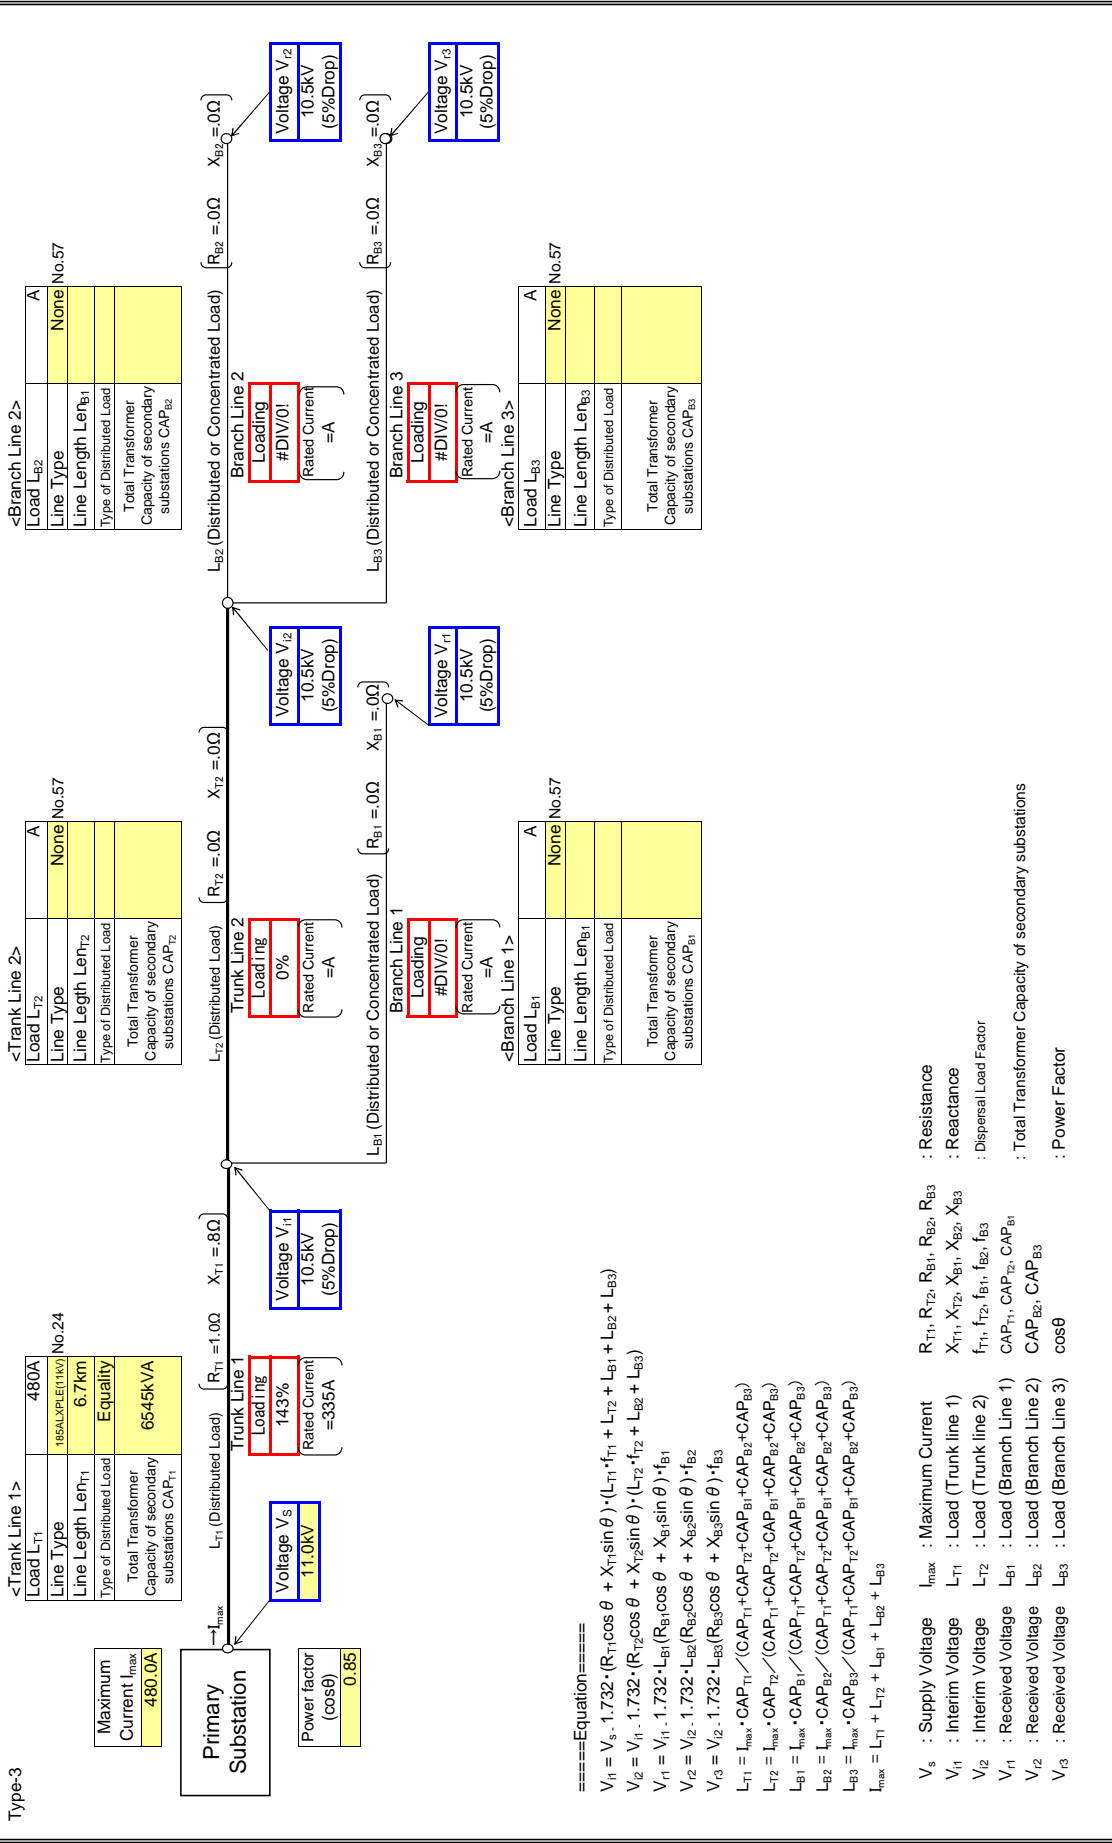 Type-3
Maximum
Current Imax
480.0A
Primary
Substation
→Imax
Power factor
(cosθ)
0.85
Voltage VS
11.0kV
<Trank Line 1>
Load LT1 480A
Line Type 185ALXPLE(11kV) No.24
Line Legth LenT1 6.7km
Type of Distributed Load Equality
Total Transformer
Capacity of secondary
substations CAPT1
6545kVA
LT1 (Distributed Load) RT1 =1.0Ω XT1 =.8Ω
Trunk Line 1
Loading
143%
Rated Current
=335A
Voltage Vi1
10.5kV
(5%Drop)
<Trank Line 2>
Load LT2 A
Line Type None No.57
Line Length LenT2
Type of Distributed Load
Total Transformer
Capacity of secondary
substations CAPT2
LT2 (Distributed Load) RT2 =.0Ω XT2 =.0Ω
Trunk Line 2
Loading
0%
Rated Current
=A
Voltage Vi2
10.5kV
(5%Drop)
LB1 (Distributed or Concentrated Load) RB1 =.0Ω XB1 =.0Ω
Branch Line 1
Loading
#DIV/0!
Rated Current
=A
Voltage Vr1
10.5kV
(5%Drop)
<Branch Line 1>
Load LB1 A
Line Type None No.57
Line Length LenB1
Type of Distributed Load
Total Transformer
Capacity of secondary
substations CAPB1
<Branch Line 2>
Load LB2 A
Line Type None No.57
Line Length LenB1
Type of Distributed Load
Total Transformer
Capacity of secondary
substations CAPB2
LB2 (Distributed or Concentrated Load) RB2 =.0Ω XB2 =.0Ω
Branch Line 2
Loading
#DIV/0!
Rated Current
=A
Voltage Vr2
10.5kV
(5%Drop)
LB3 (Distributed or Concentrated Load) RB3 =.0Ω XB3 =.0Ω
Branch Line 3
Loading
#DIV/0!
Rated Current
=A
Voltage Vr3
10.5kV
(5%Drop)
<Branch Line 3>
Load LB3 A
Line Type None No.57
Line Length LenB3
Type of Distributed Load
Total Transformer
Capacity of secondary
substations CAPB3
=====Equation=====
Vi1 = Vs - 1.732・(RT1cos θ + XT1sin θ)・(LT1・fT1 + LT2 + LB1 + LB2 + LB3)
Vi2 = Vi1 - 1.732・(RT2cos θ + XT2sin θ)・(LT2・fT2 + LB2 + LB3)
Vr1 = Vi1 - 1.732・LB1(RB1cos θ + XB1sin θ)・fB1
Vr2 = Vi2 - 1.732・LB2(RB2cos θ + XB2sin θ)・fB2
Vr3 = Vi2 - 1.732・LB3(RB3cos θ + XB3sin θ)・fB3
LT1 = Imax・CAPT1／(CAPT1+CAPT2+CAPB1+CAPB2+CAPB3)
LT2 = Imax・CAPT2／(CAPT1+CAPT2+CAPB1+CAPB2+CAPB3)
LB1 = Imax・CAPB1／(CAPT1+CAPT2+CAPB1+CAPB2+CAPB3)
LB2 = Imax・CAPB2／(CAPT1+CAPT2+CAPB1+CAPB2+CAPB3)
LB3 = Imax・CAPB3／(CAPT1+CAPT2+CAPB1+CAPB2+CAPB3)
Imax = LT1 + LT2 + LB1 + LB2 + LB3
Vs : Supply Voltage Imax : Maximum Current RT1, RT2, RB1, RB2, RB3 : Resistance
Vi1 : Interim Voltage LT1 : Load (Trunk line 1) XT1, XT2, XB1, XB2, XB3 : Reactance
Vi2 : Interim Voltage LT2 : Load (Trunk line 2) fT1, fT2, fB1, fB2, fB3 : Dispersal Load Factor
Vr1 : Received Voltage LB1 : Load (Branch Line 1) CAPT1, CAPT2, CAPB1 : Total Transformer Capacity of secondary substations
Vr2 : Received Voltage LB2 : Load (Branch Line 2) CAPB2, CAPB3
Vr3 : Received Voltage LB3 : Load (Branch Line 3) cosθ : Power Factor